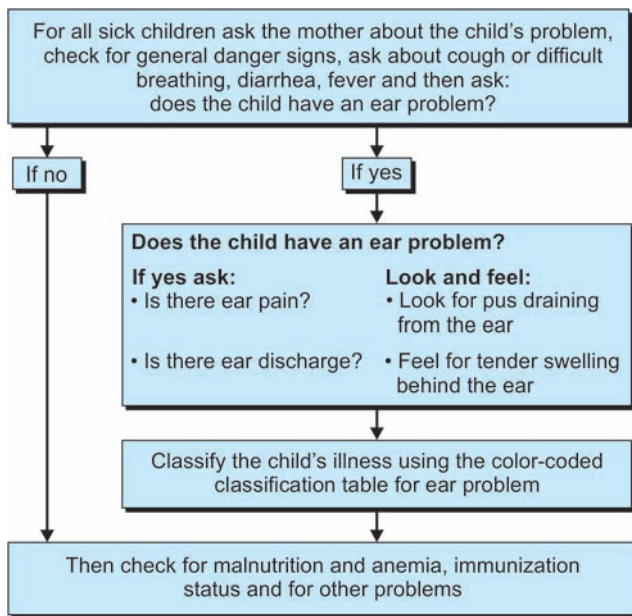 For all sick children ask the mother about the child's problem,
check for general danger signs, ask about cough or difficult
breathing, diarrhea, fever and then ask:
does the child have an ear problem?
If no
If yes
Does the child have an ear problem?
If yes ask:
• Is there ear pain?
• Is there ear discharge?
Look and feel:
• Look for pus draining
from the ear
• Feel for tender swelling
behind the ear
Classify the child's illness using the color-coded
classification table for ear problem
Then check for malnutrition and anemia, immunization
status and for other problems